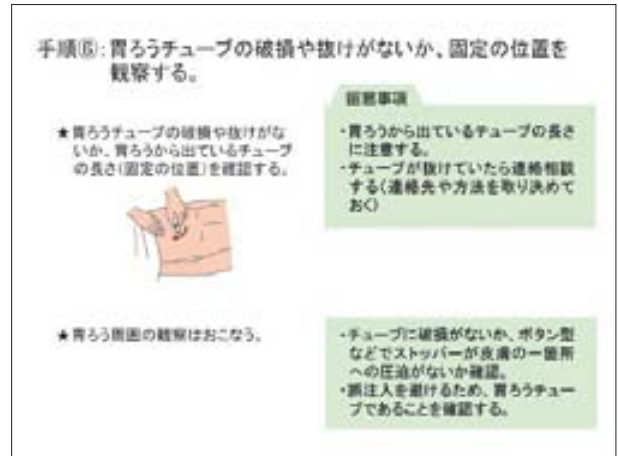 手順⑥:胃ろうチューブの破損や抜けがないか、固定の位置を
観察する。
留意事項
★胃ろうチューブの破損や抜けがな
いか、胃ろうから出ているチューブ
の長さ(固定の位置)を確認する。
・胃ろうから出ているチューブの長さ
に注意する。
・チューブが抜けていたら連絡相談
する(連絡先や方法を取り決めて
おく)
★胃ろう周囲の観察はおこなう。
・チューブに破損がないか、ボタン型
などでストッパーが皮膚の一箇所
への圧迫がないか確認。
・誤注入を避けるため、胃ろうチュー
ブであることを確認する。